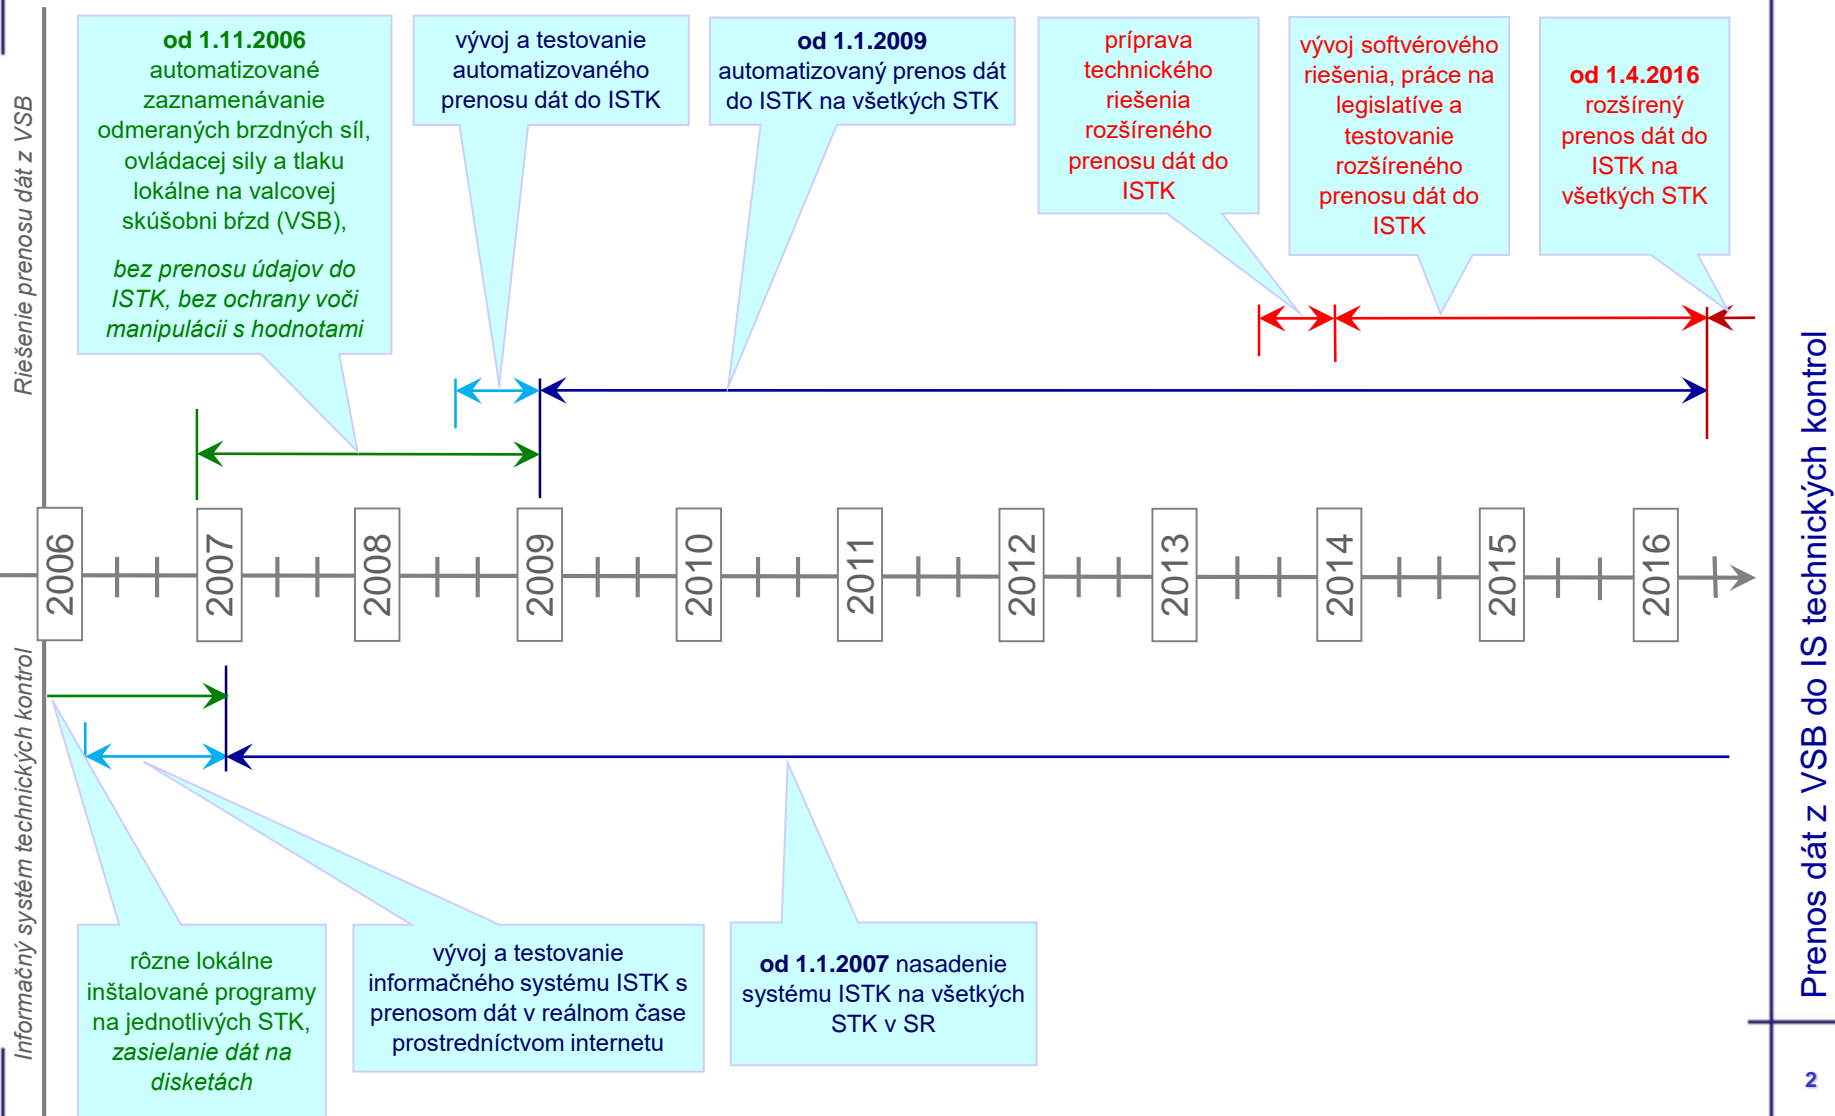 Riešenie prenosu dát z VSB
od 1.11.2006
automatizované
zaznamenávanie
odmeraných brzdných síl,
ovládacej sily a tlaku
lokálne na valcovej
skúšobni bŕzd (VSB),
bez prenosu údajov do
ISTK, bez ochrany voči
manipulácii s hodnotami
vývoj a testovanie
automatizovaného
prenosu dát do ISTK
od 1.1.2009
automatizovaný prenos dát
do ISTK na všetkých STK
príprava
technického
riešenia
rozšíreného
prenosu dát do
ISTK
vývoj softvérového
riešenia, práce na
legislatíve a
testovanie
rozšíreného
prenosu dát do
ISTK
od 1.4.2016
rozšírený
prenos dát do
ISTK na
všetkých STK
2006
2007
2008
2009
2010
2011
2012
2013
2014
2015
2016
Informačný systém technických kontrol
rôzne lokálne
inštalované programy
na jednotlivých STK,
zasielanie dát na
disketách
vývoj a testovanie
informačného systému ISTK s
prenosom dát v reálnom čase
prostredníctvom internetu
od 1.1.2007 nasadenie
systému ISTK na všetkých
STK v SR
Prenos dát z VSB do IS technických kontrol
2